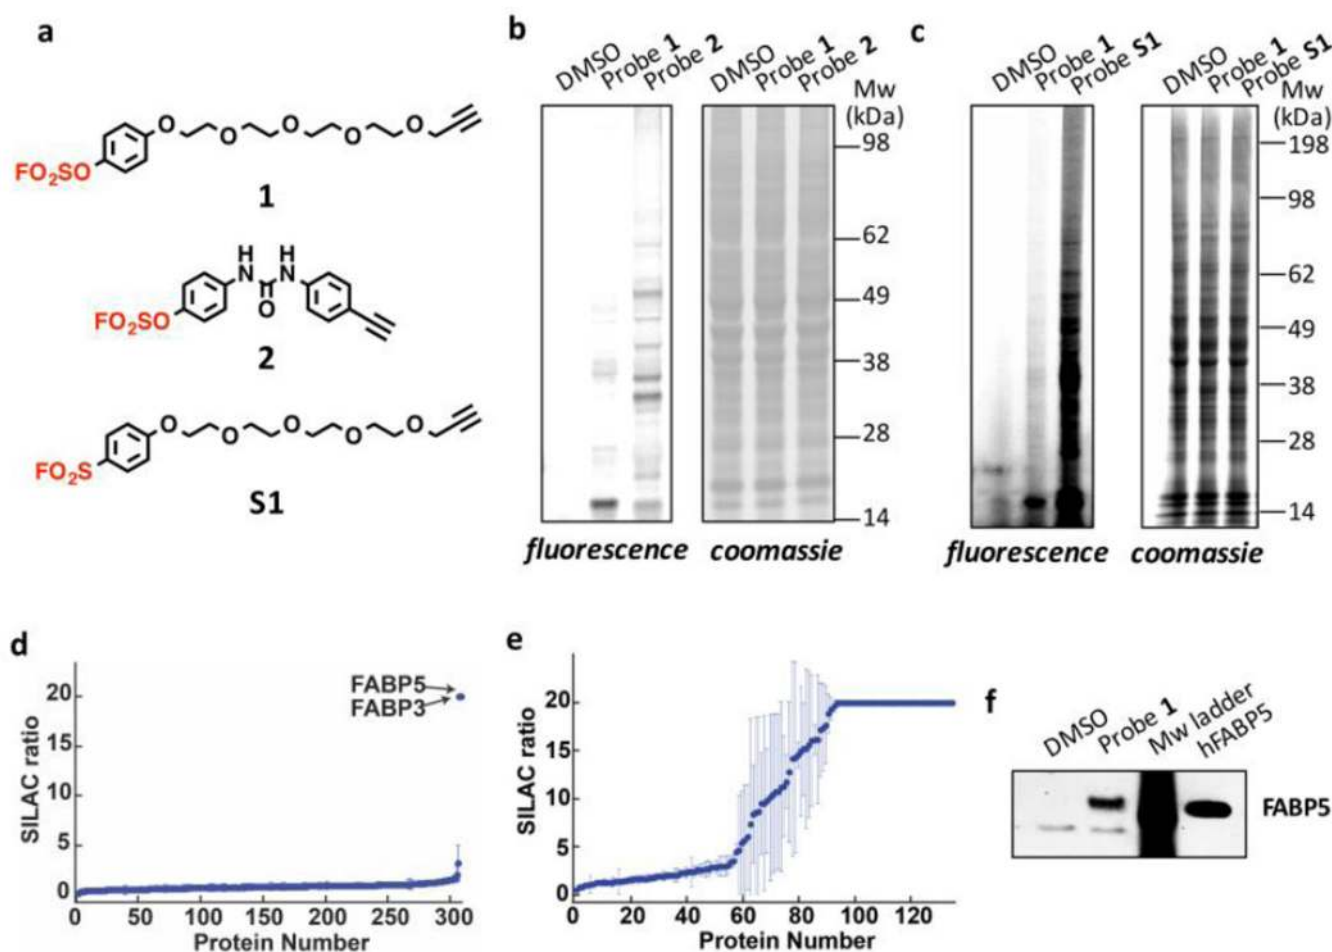 a
O
O
O
O
O
FO2SO
1
H
N
H
N
O
FO2SO
2
O
O
O
O
O
FO2S
S1
b
DMSO
Probe 1
Probe 2
DMSO
Probe 1
Probe 2
Mw
(kDa)
98
62
49
38
28
14
fluorescence
coomassie
c
DMSO
Probe 1
Probe S1
DMSO
Probe 1
Probe S1
Mw
(kDa)
198
98
62
49
38
28
14
fluorescence
coomassie
d
SILAC ratio
20
15
10
5
0
FABP5
FABP3
0 50 100 150 200 250 300
Protein Number
e
SILAC ratio
20
15
10
5
0
0 20 40 60 80 100 120
Protein Number
f
DMSO
Probe 1
Mw ladder
hFABP5
FABP5